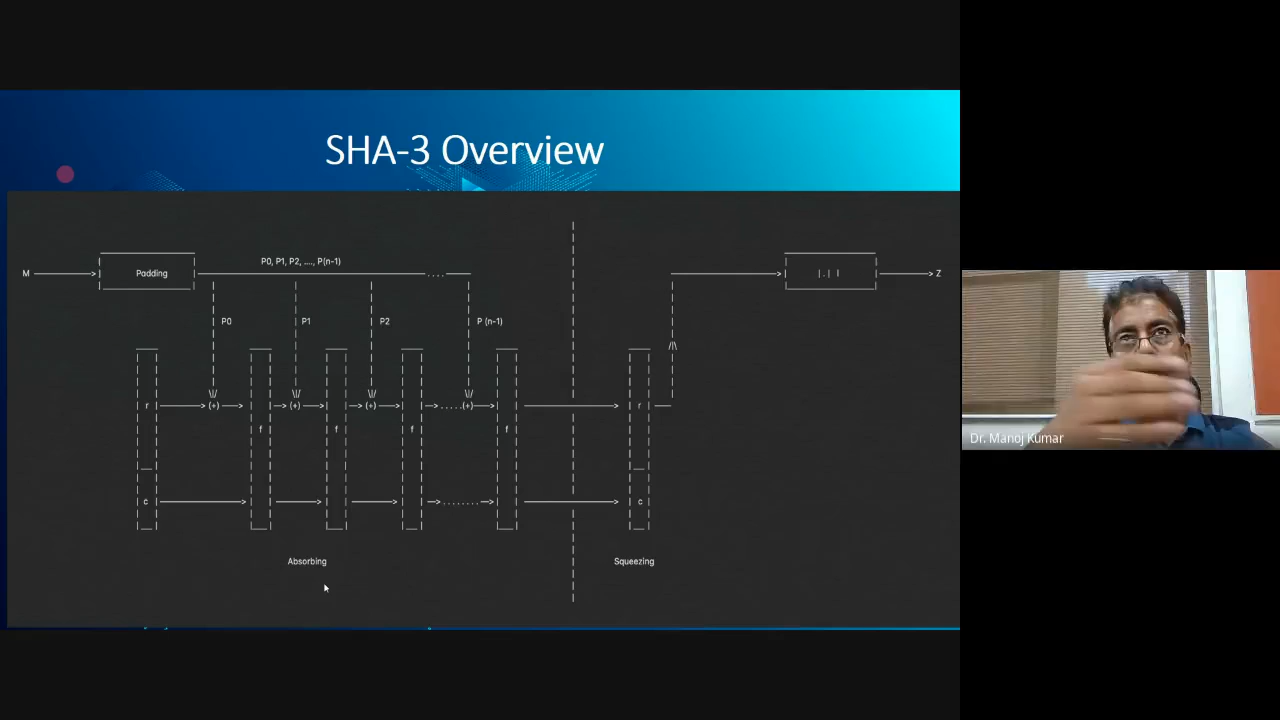 SHA-3 Overview
P0, P1, P2, ...., P(n-1)
M
Padding
....
|.| l
Z
P0
P1
P2
P (n-1)
r
(+)
(+)
(+)
.....(+)
r
f
f
f
f
c
........
c
Absorbing
Squeezing
Dr. Manoj Kumar